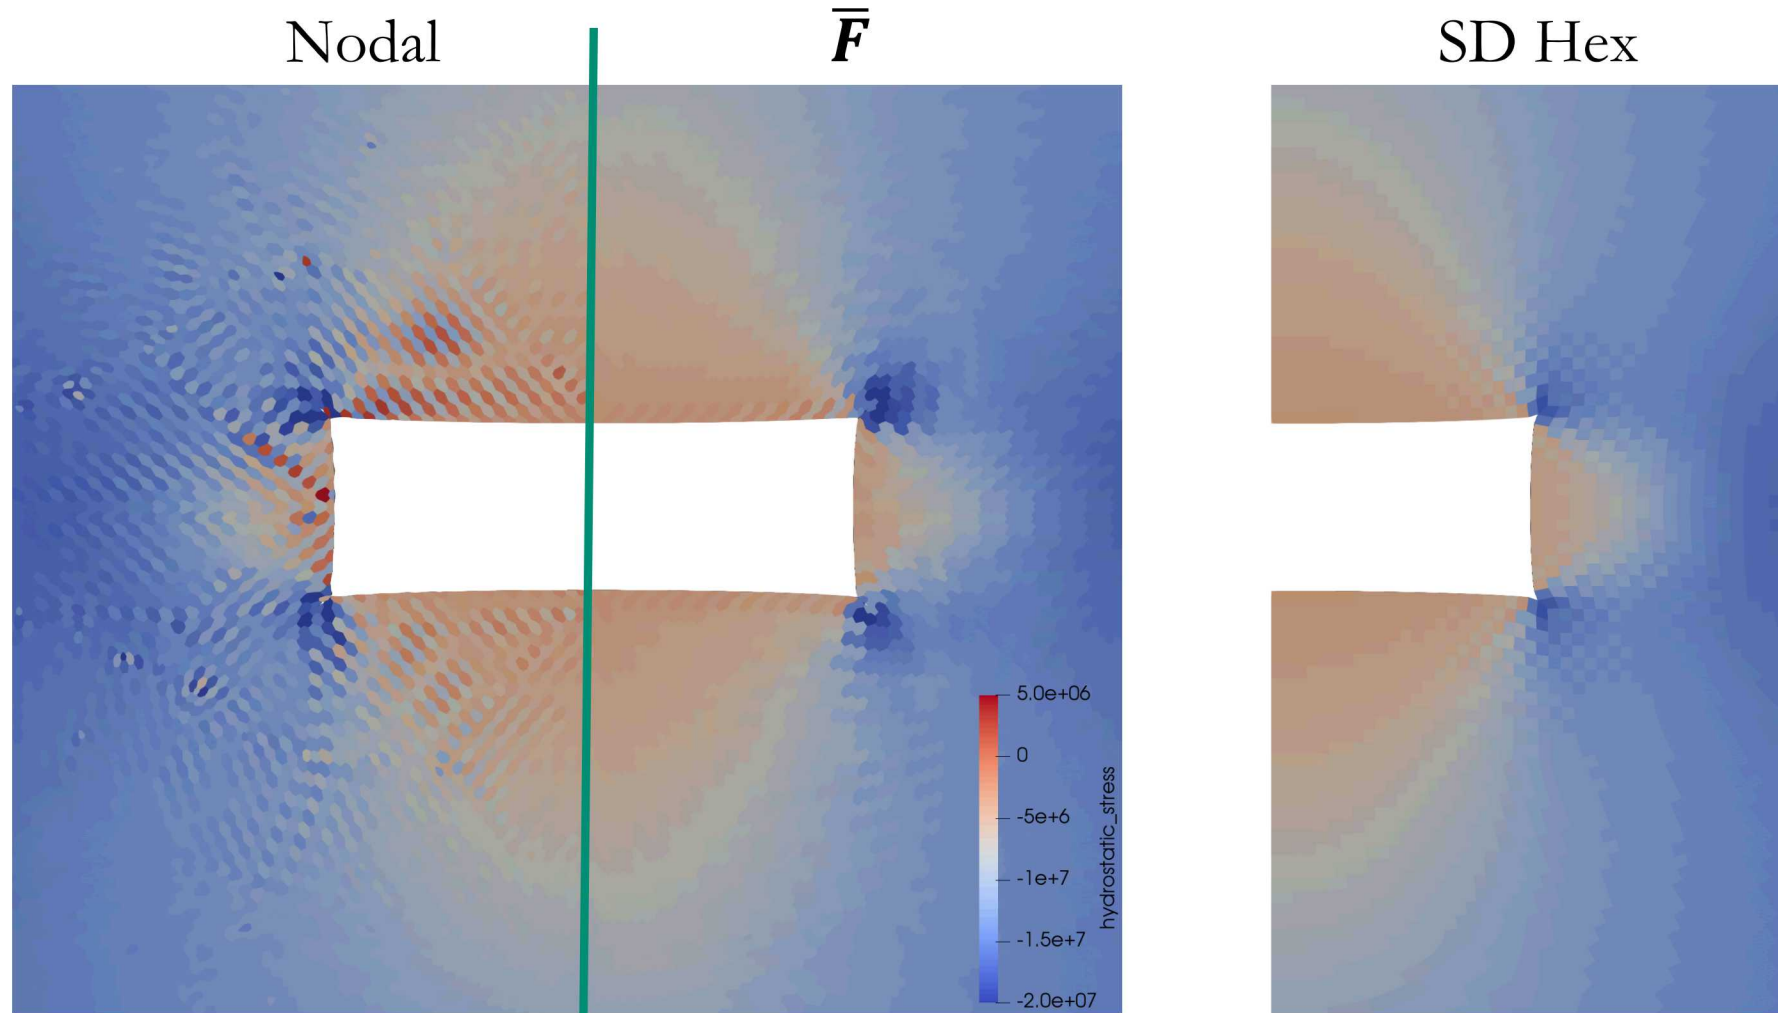 Nodal
F̅
SD Hex
5.0e+06
0
-5e+6
-1e+7
-1.5e+7
-2.0e+07
hydrostatic_stress